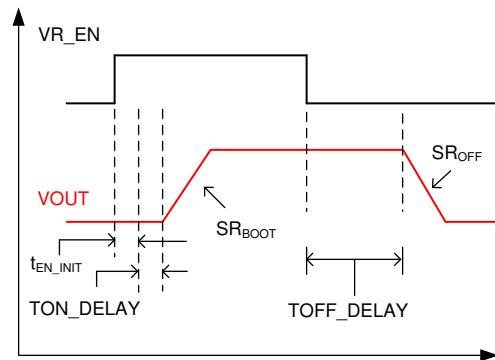 VR_EN
VOUT
SR_OFF
SR_BOOT
t_EN_INIT
TON_DELAY
TOFF_DELAY